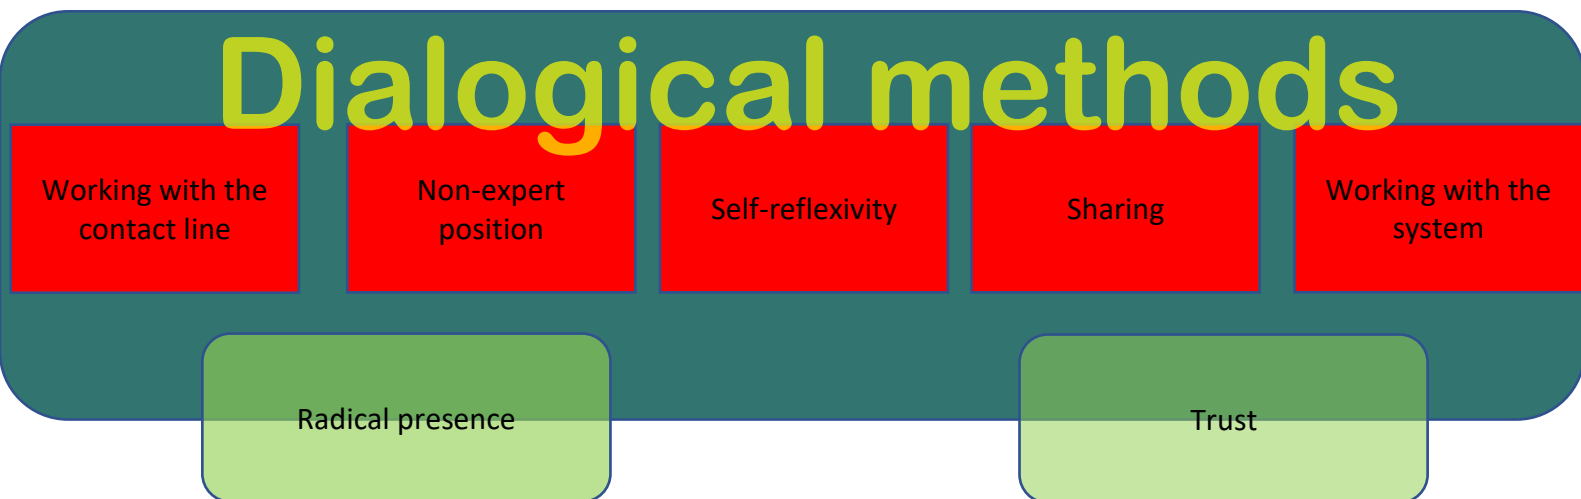 Dialogical methods
Working with the
contact line
Non-expert
position
Self-reflexivity
Sharing
Working with the
system
Radical presence
Trust